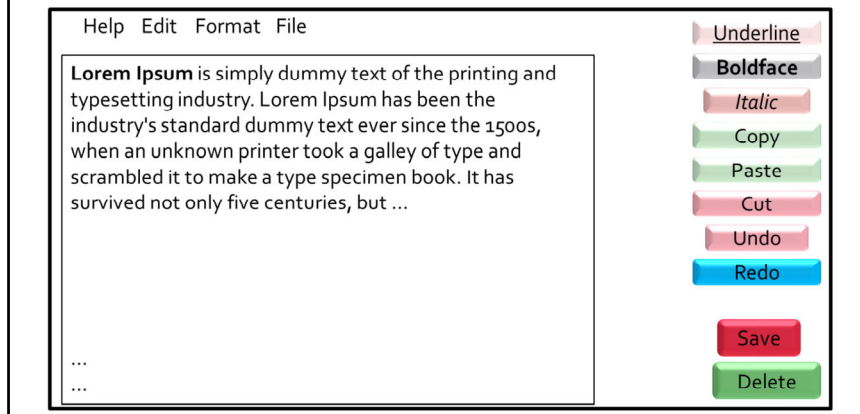 Help Edit Format File
Lorem Ipsum is simply dummy text of the printing and
typesetting industry. Lorem Ipsum has been the
industry's standard dummy text ever since the 1500s,
when an unknown printer took a galley of type and
scrambled it to make a type specimen book. It has
survived not only five centuries, but ...
...
...
Underline
Boldface
Italic
Copy
Paste
Cut
Undo
Redo
Save
Delete